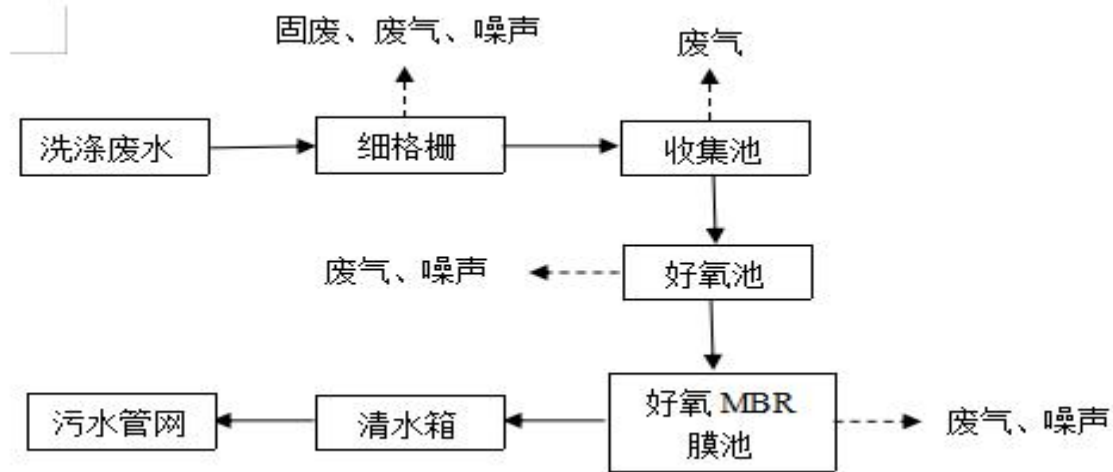 固废、废气、噪声
废气
洗涤废水
细格栅
收集池
废气、噪声
好氧池
污水管网
清水箱
好氧 MBR
膜池
废气、噪声